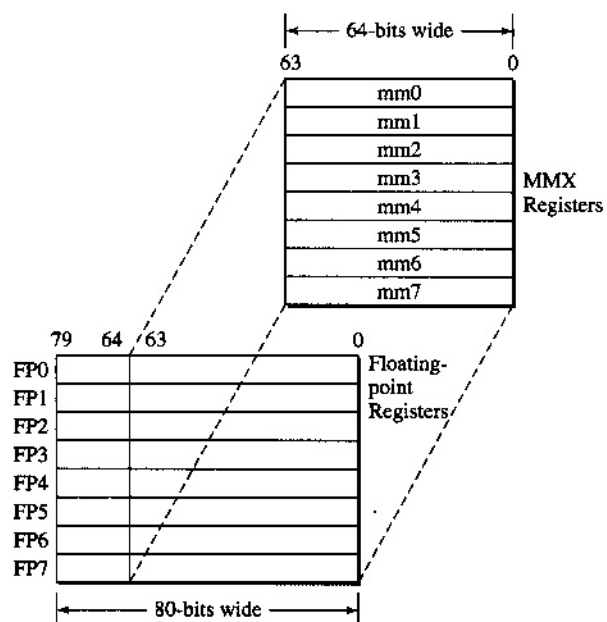 64-bits wide
63 0
mm0
mm1
mm2
mm3
mm4
mm5
mm6
mm7
MMX
Registers
79 64 63 0
FP0
FP1
FP2
FP3
FP4
FP5
FP6
FP7
Floating-
point
Registers
80-bits wide